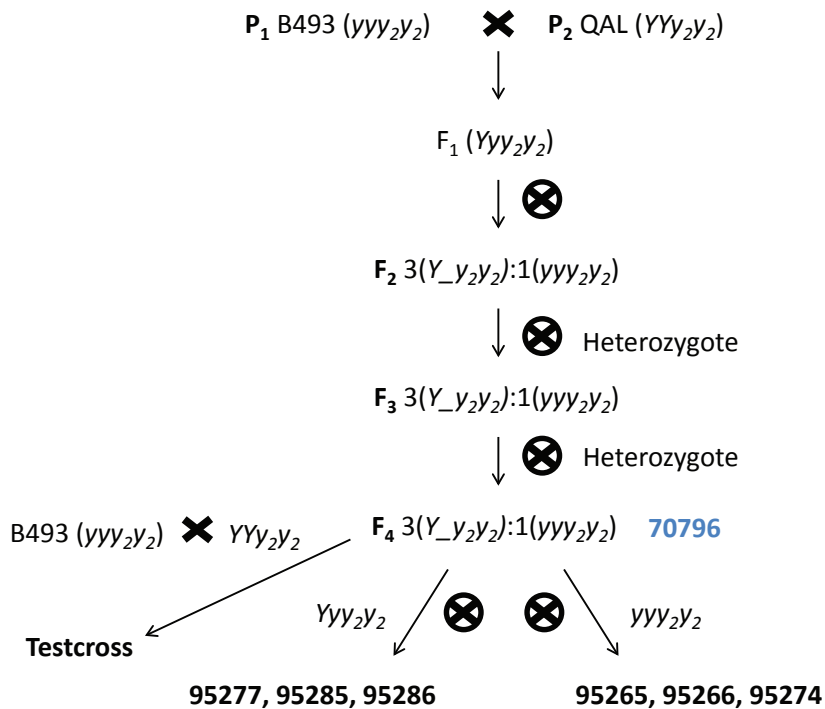 P₁ B493 (yyy₂y₂) P₂ QAL (YYy₂y₂)
F₁ (Yyy₂y₂)
F₂ 3(Y_y₂y₂):1(yyy₂y₂)
Heterozygote
F₃ 3(Y_y₂y₂):1(yyy₂y₂)
Heterozygote
B493 (yyy₂y₂) YYy₂y₂ F₄ 3(Y_y₂y₂):1(yyy₂y₂) 70796
Yyy₂y₂ yyy₂y₂
Testcross
95277, 95285, 95286 95265, 95266, 95274